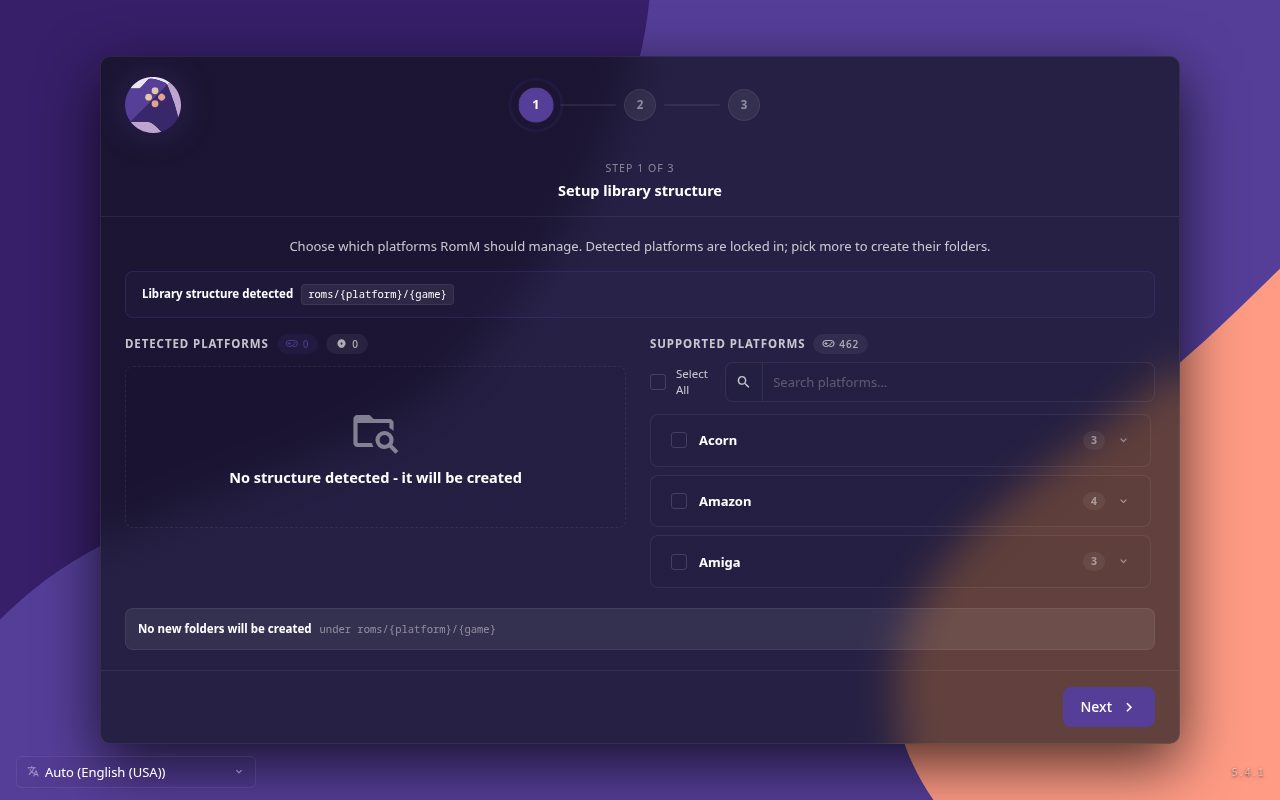 1
2
3
STEP 1 OF 3
Setup library structure
Choose which platforms RomM should manage. Detected platforms are locked in; pick more to create their folders.
Library structure detected roms/{platform}/{game}
DETECTED PLATFORMS 0 0
No structure detected - it will be created
SUPPORTED PLATFORMS 462
Select
All
Search platforms...
Acorn 3
Amazon 4
Amiga 3
No new folders will be created under roms/{platform}/{game}
Next
Auto (English (USA))
5.4.1